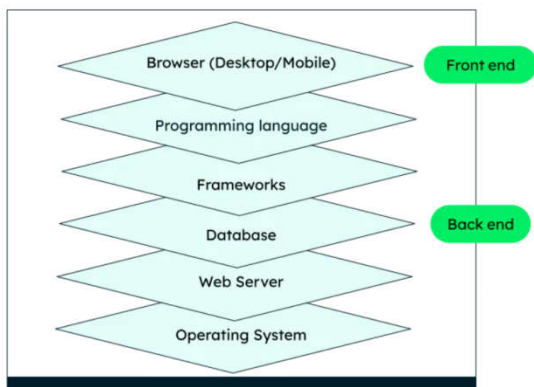 Browser (Desktop/Mobile)
Front end
Programming language
Frameworks
Database
Back end
Web Server
Operating System